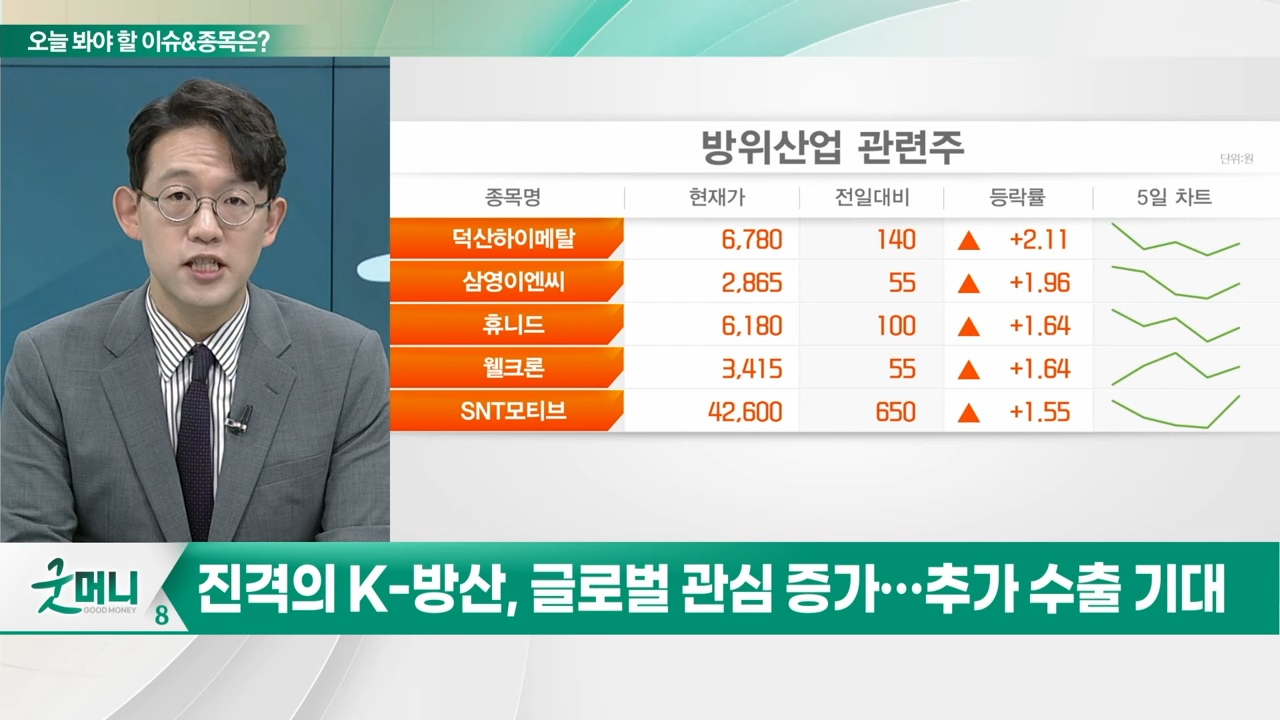 오늘 봐야 할 이슈&종목은?
방위산업 관련주
단위:원
종목명 현재가 전일대비 등락률 5일 차트
덕산하이메탈 6,780 140 ▲ +2.11
삼영이엔씨 2,865 55 ▲ +1.96
휴니드 6,180 100 ▲ +1.64
웰크론 3,415 55 ▲ +1.64
SNT모티브 42,600 650 ▲ +1.55
굿머니 GOOD MONEY 8
진격의 K-방산, 글로벌 관심 증가…추가 수출 기대